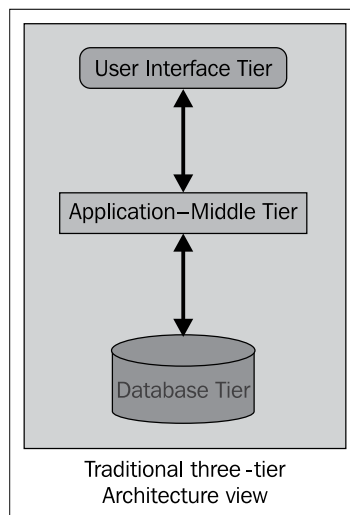 User Interface Tier
Application–Middle Tier
Database Tier
Traditional three-tier
Architecture view